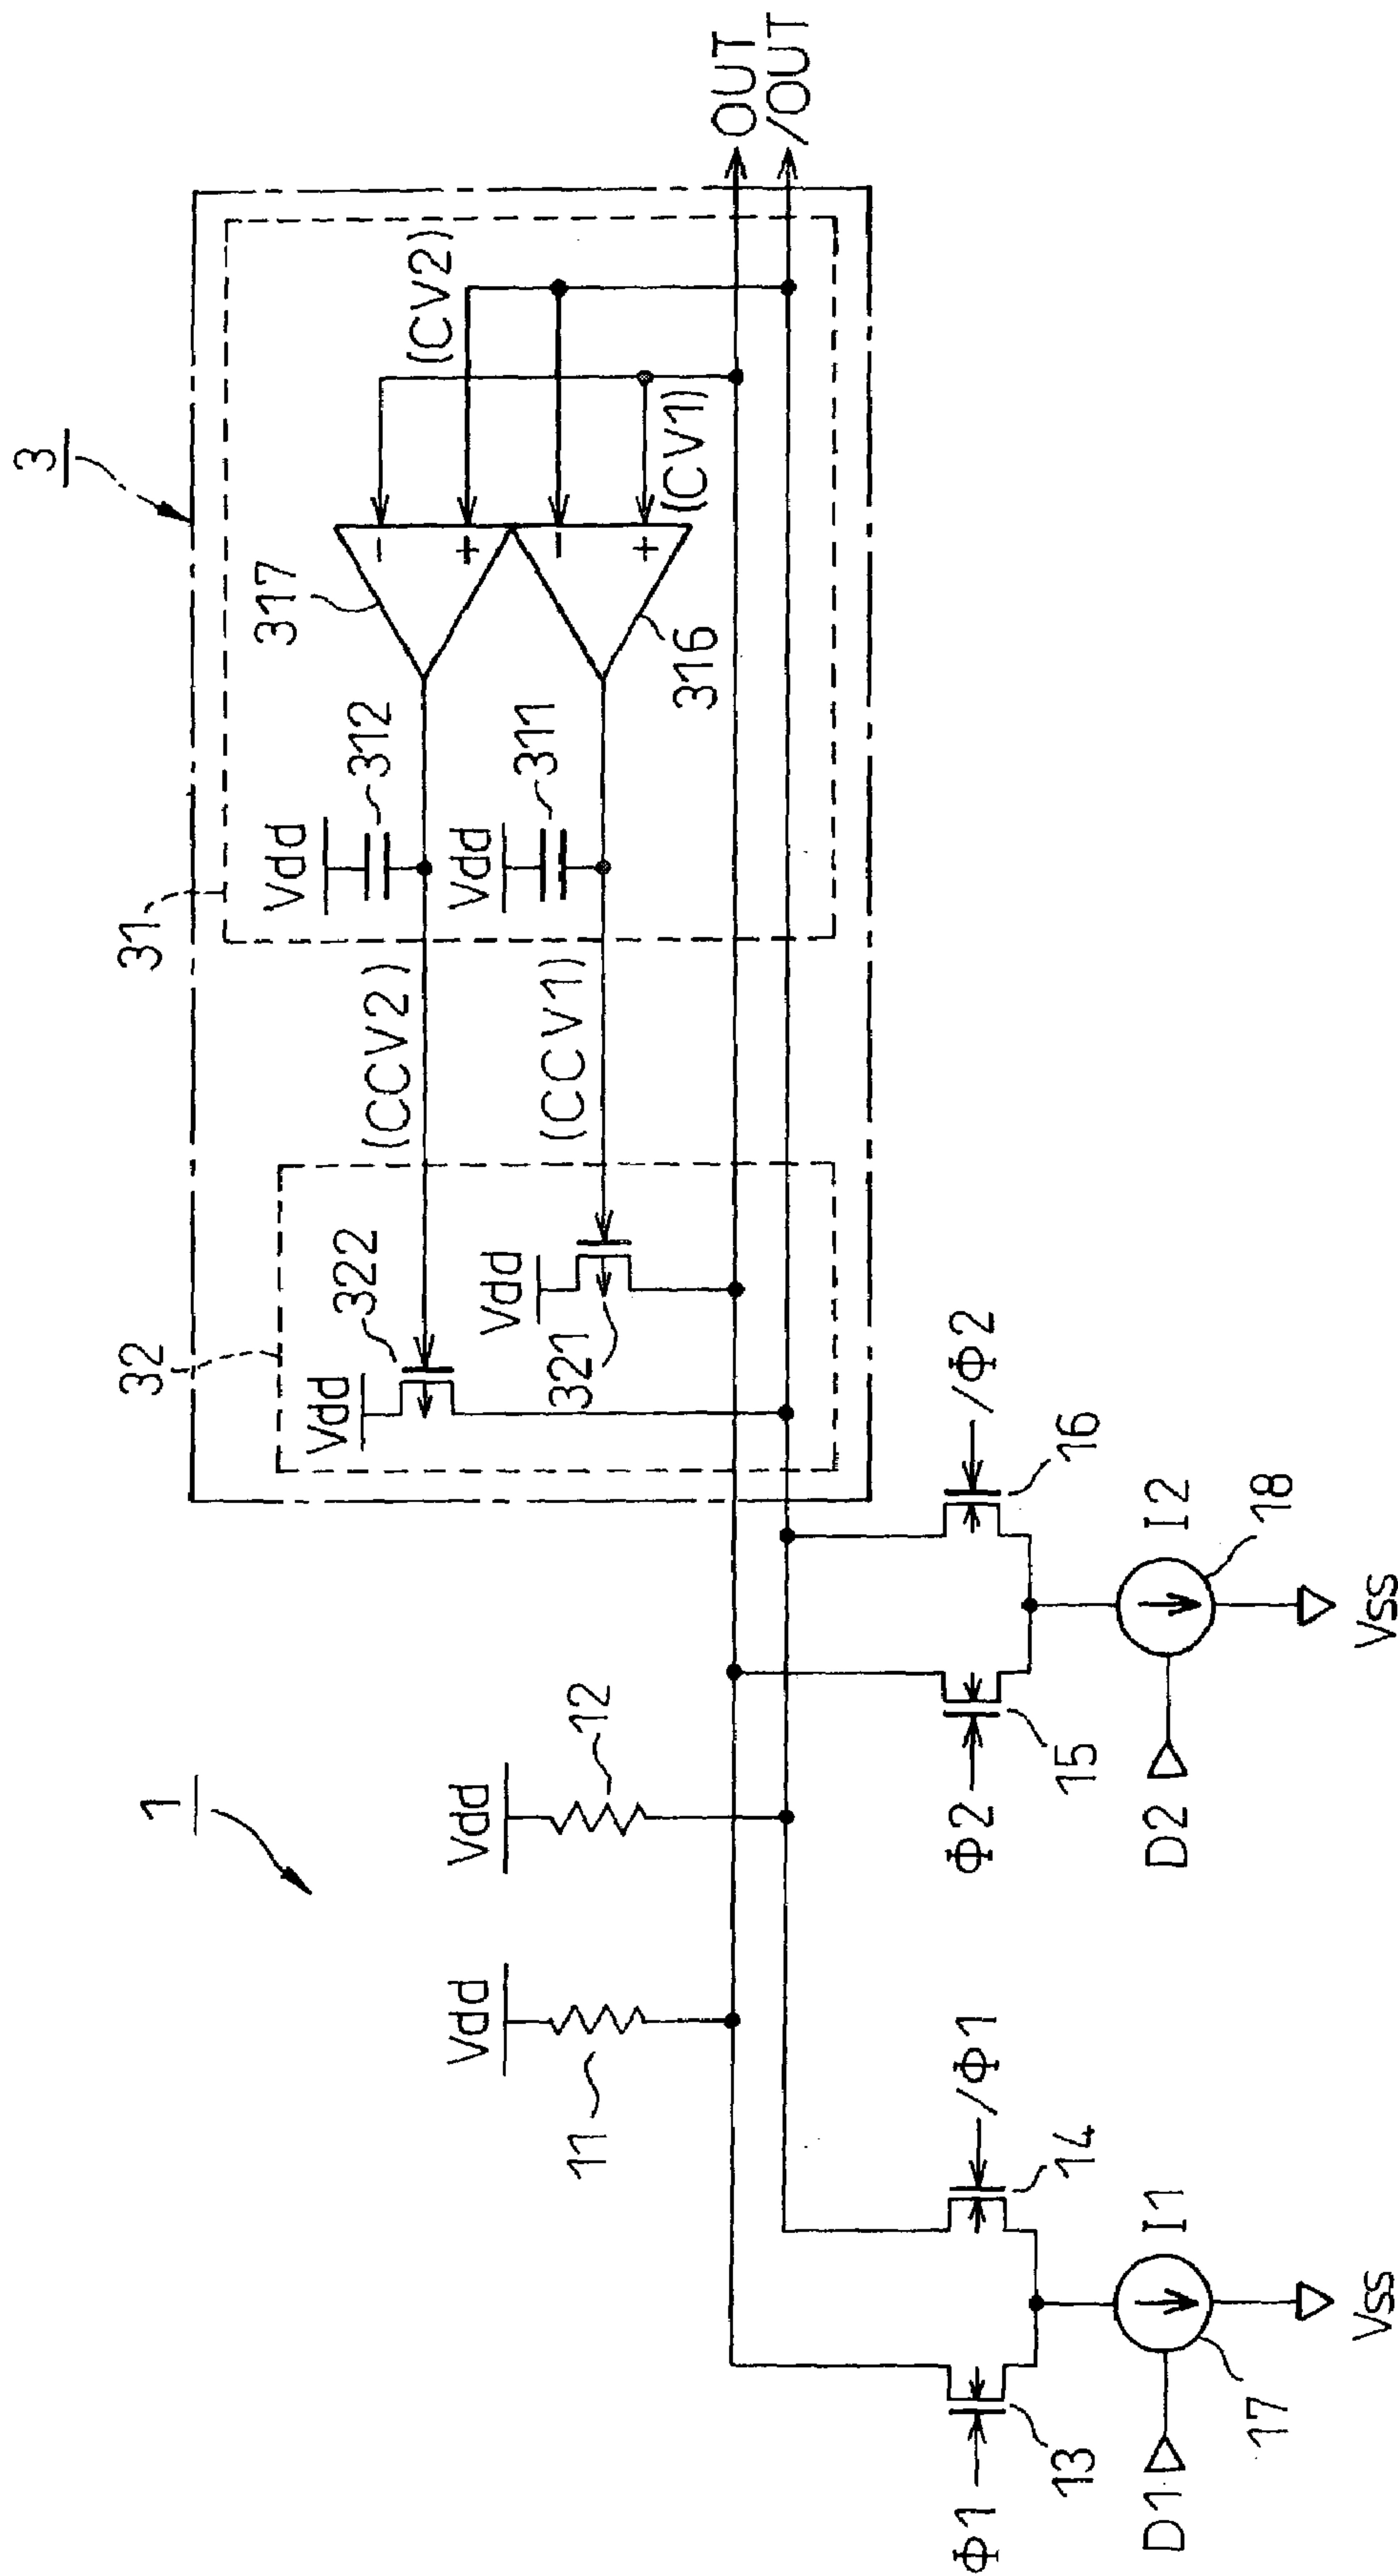 3
31
32
Vdd
312
317
(CV2)
OUT
/OUT
Vdd
311
316
(CV1)
(CCV2)
(CCV1)
Vdd
322
Vdd
321
1
Vdd
11
Vdd
12
Φ1
13
/Φ1
14
D1
I1
17
Vss
Φ2
15
/Φ2
16
D2
I2
18
Vss
-
+
-
+